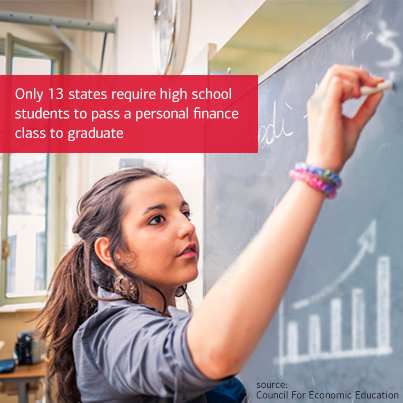 Only 13 states require high school
students to pass a personal finance
class to graduate
edi
$
source:
Council For Economic Education